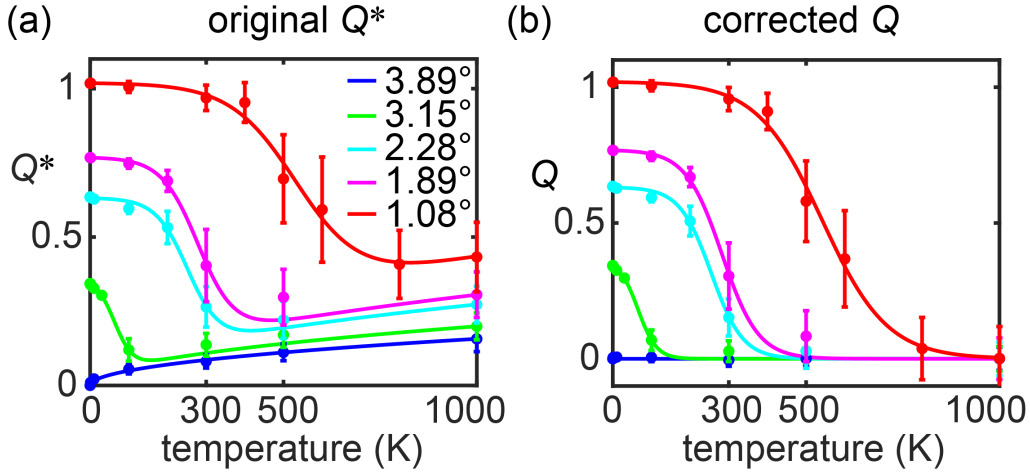 (a) original Q*
1
0.5
0
Q*
3.89°
3.15°
2.28°
1.89°
1.08°
0 300 500 1000
temperature (K)
(b) corrected Q
1
0.5
0
Q
0 300 500 1000
temperature (K)